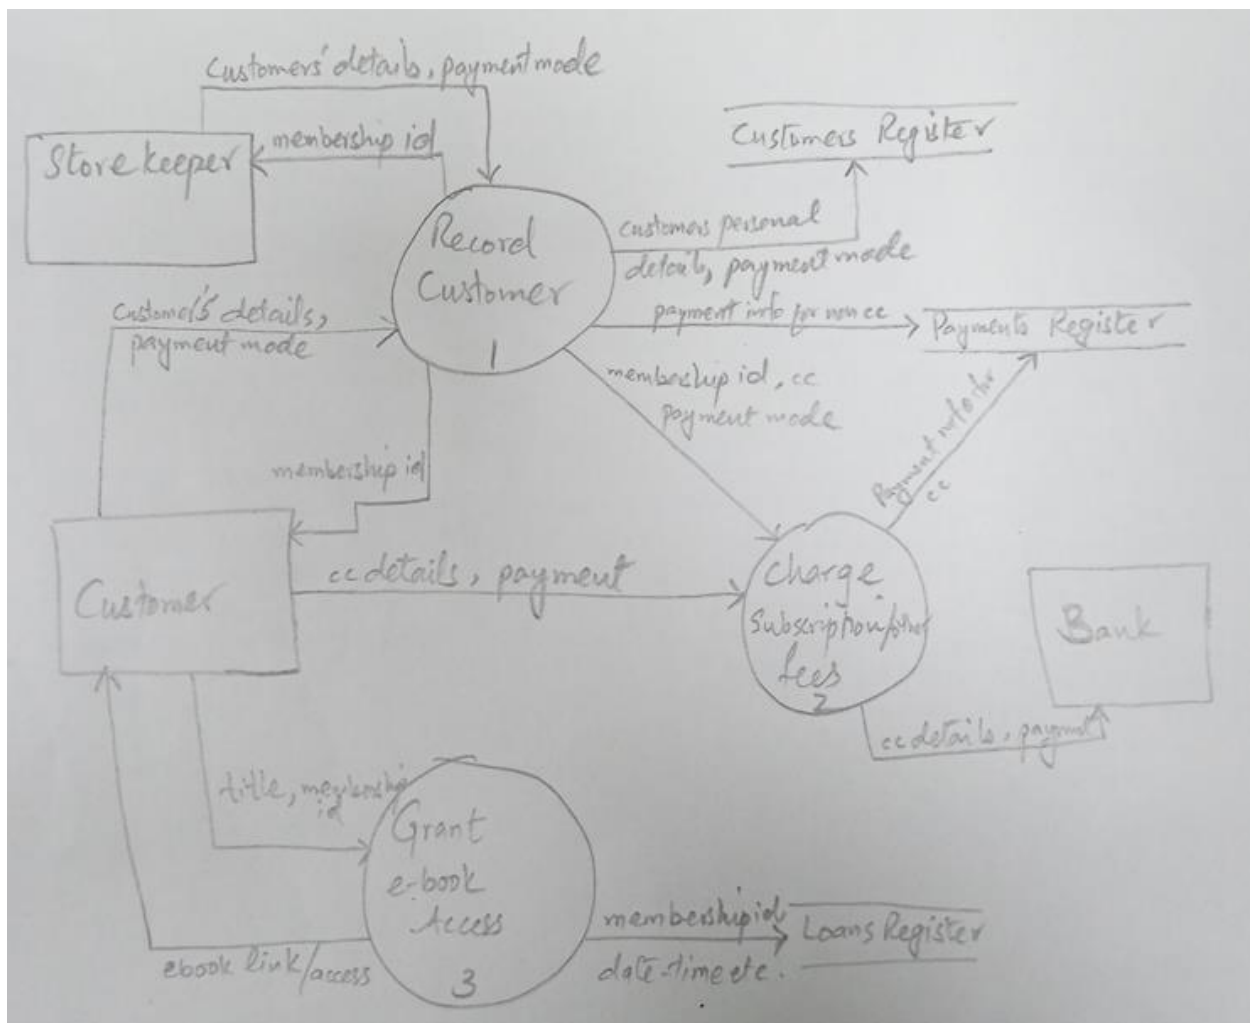 Customers' details, payment mode
Storekeeper
membership id
Customers Register
Record
Customer
1
customers personal
details, payment mode
Customer's details,
payment mode
payment info for non cc
Payments Register
membership id, cc
payment mode
Payment info for
cc
membership id
Customer
cc details, payment
Charge
Subscription/other
fees
2
Bank
cc details, payment
title, membership
id
Grant
e-book
Access
3
ebook link/access
membership id,
date-time etc.
Loans Register